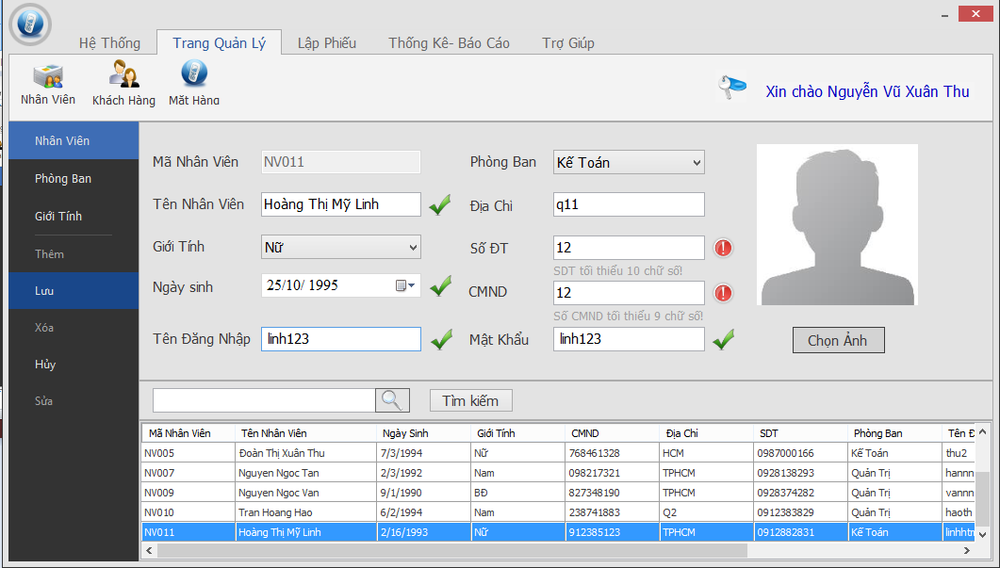 Hệ Thống Trang Quản Lý Lập Phiếu Thống Kê- Báo Cáo Trợ Giúp
Nhân Viên Khách Hàng Mặt Hàng
Xin chào Nguyễn Vũ Xuân Thu
Nhân Viên
Phòng Ban
Giới Tính
Thêm
Lưu
Xóa
Hủy
Sửa
Mã Nhân Viên NV011 Phòng Ban Kế Toán
Tên Nhân Viên Hoàng Thị Mỹ Linh Địa Chỉ q11
Giới Tính Nữ Số ĐT 12
SDT tối thiểu 10 chữ số!
Ngày sinh 25/10/ 1995 CMND 12
Số CMND tối thiểu 9 chữ số!
Tên Đăng Nhập linh123 Mật Khẩu linh123
Chọn Ảnh
Tìm kiếm
Mã Nhân Viên Tên Nhân Viên Ngày Sinh Giới Tính CMND Địa Chỉ SDT Phòng Ban Tên Đ
NV005 Đoàn Thị Xuân Thu 7/3/1994 Nữ 768461328 HCM 0987000166 Kế Toán thu2
NV007 Nguyen Ngoc Tan 2/3/1992 Nam 098217321 TPHCM 0928138293 Quản Trị hannn
NV009 Nguyen Ngoc Van 9/1/1990 BĐ 827348190 TPHCM 0928374282 Quản Trị vannn
NV010 Tran Hoang Hao 6/2/1994 Nam 238741883 Q2 0912383829 Quản Trị haoth
NV011 Hoàng Thị Mỹ Linh 2/16/1993 Nữ 912385123 TPHCM 0912882831 Kế Toán linhhtm